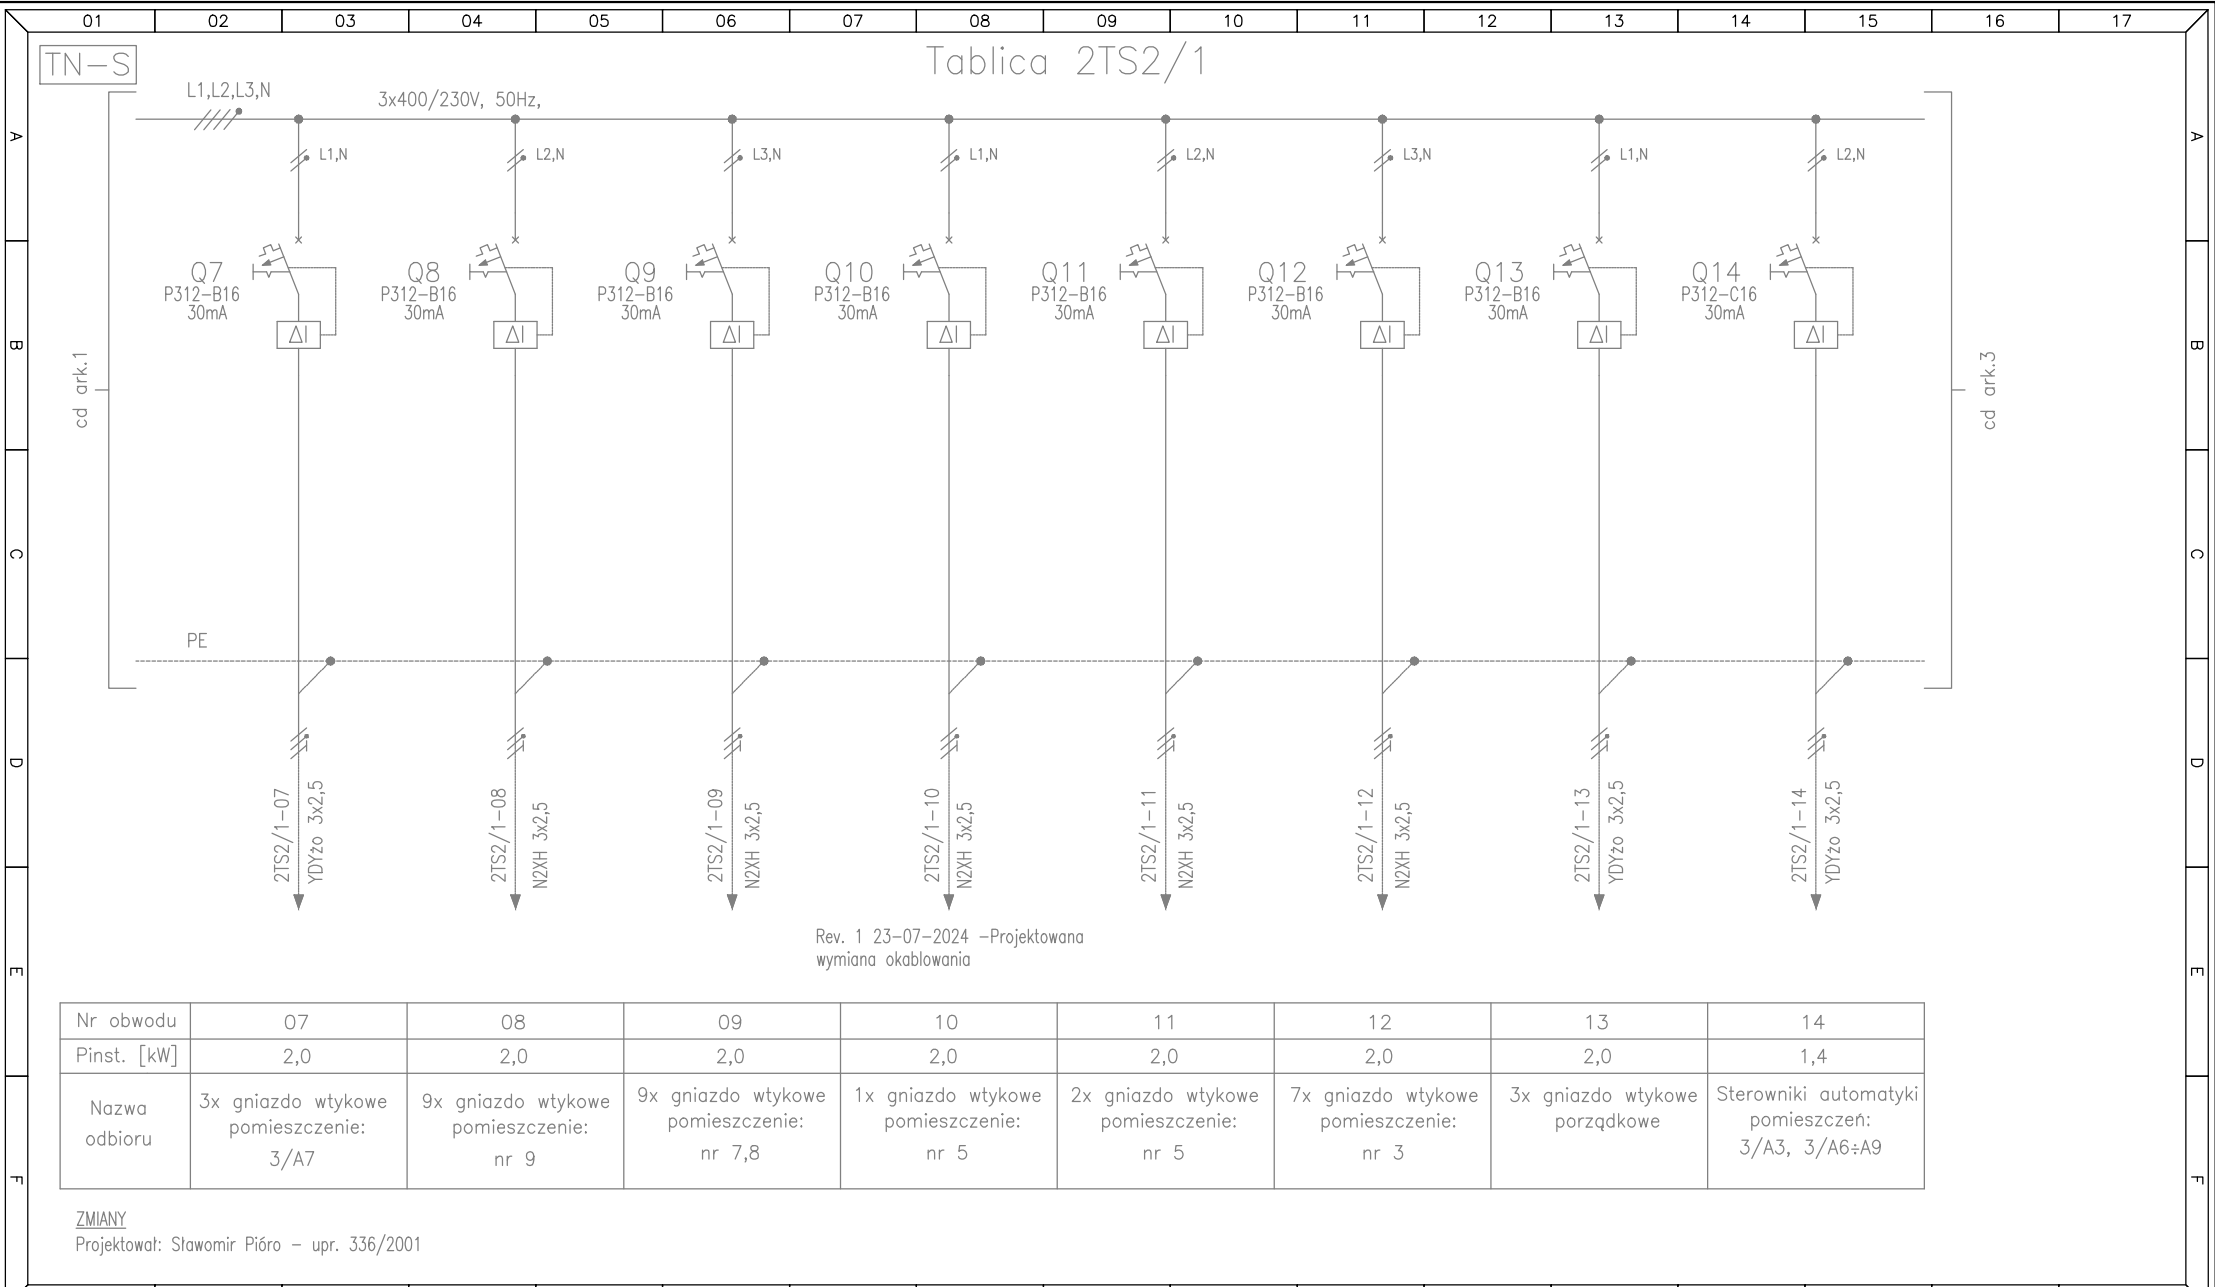 01 02 03 04 05 06 07 08 09 10 11 12 13 14 15 16 17
TN-S
Tablica 2TS2/1
L1,L2,L3,N
3x400/230V, 50Hz,
A
A
L1,N
L2,N
L3,N
L1,N
L2,N
L3,N
L1,N
L2,N
Q7
P312-B16
30mA
Q8
P312-B16
30mA
Q9
P312-B16
30mA
Q10
P312-B16
30mA
Q11
P312-B16
30mA
Q12
P312-B16
30mA
Q13
P312-B16
30mA
Q14
P312-C16
30mA
ΔI
ΔI
ΔI
ΔI
ΔI
ΔI
ΔI
ΔI
B
B
cd ark.1
cd ark.3
C
C
PE
D
D
2TS2/1-07
YDYżo 3x2,5
2TS2/1-08
N2XH 3x2,5
2TS2/1-09
N2XH 3x2,5
2TS2/1-10
N2XH 3x2,5
2TS2/1-11
N2XH 3x2,5
2TS2/1-12
N2XH 3x2,5
2TS2/1-13
YDYżo 3x2,5
2TS2/1-14
YDYżo 3x2,5
Rev. 1 23-07-2024 -Projektowana
wymiana okablowania
E
E
Nr obwodu 07 08 09 10 11 12 13 14
Pinst. [kW] 2,0 2,0 2,0 2,0 2,0 2,0 2,0 1,4
Nazwa
odbioru
3x gniazdo wtykowe
pomieszczenie:
3/A7
9x gniazdo wtykowe
pomieszczenie:
nr 9
9x gniazdo wtykowe
pomieszczenie:
nr 7,8
1x gniazdo wtykowe
pomieszczenie:
nr 5
2x gniazdo wtykowe
pomieszczenie:
nr 5
7x gniazdo wtykowe
pomieszczenie:
nr 3
3x gniazdo wtykowe
porządkowe
Sterowniki automatyki
pomieszczeń:
3/A3, 3/A6÷A9
F
F
ZMIANY
Projektował: Sławomir Pióro - upr. 336/2001